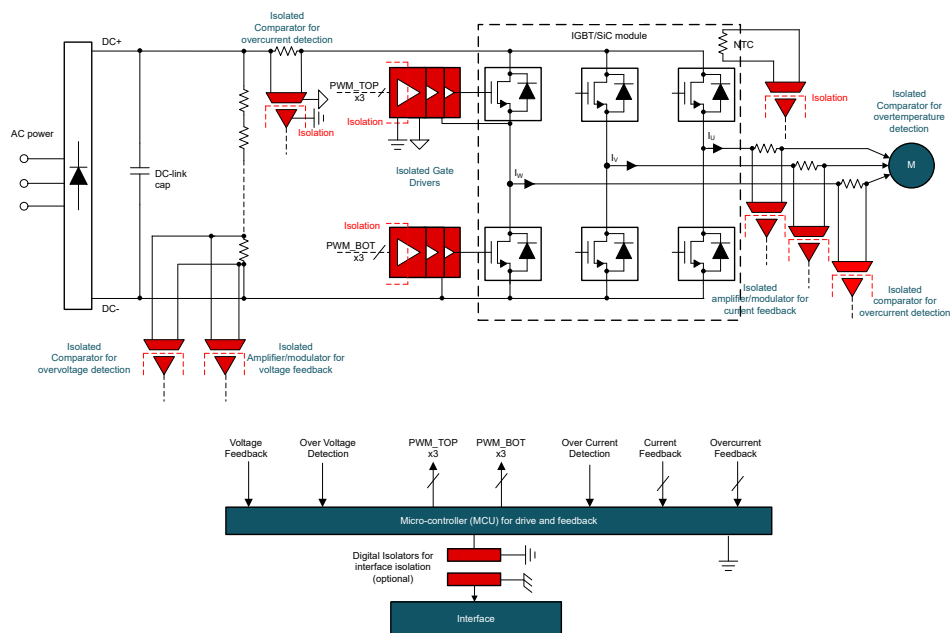 Isolated
Comparator for
overcurrent detection
DC+
IGBT/SiC module
NTC
PWM_TOP
x3
Isolation
Isolation
Isolation
Isolated
Comparator for
overtemperature
detection
AC power
DC-link
cap
Isolated Gate
Drivers
IU
IV
IW
M
Isolation
PWM_BOT
x3
DC-
Isolated
amplifier/modulator for
current feedback
Isolated
comparator for
overcurrent detection
Isolated
Comparator for
overvoltage detection
Isolated
Amplifier/modulator for
voltage feedback
Voltage
Feedback
Over Voltage
Detection
PWM_TOP
x3
PWM_BOT
x3
Over Current
Detection
Current
Feedback
Overcurrent
Feedback
Micro-controller (MCU) for drive and feedback
Digital Isolators for
interface isolation
(optional)
Interface